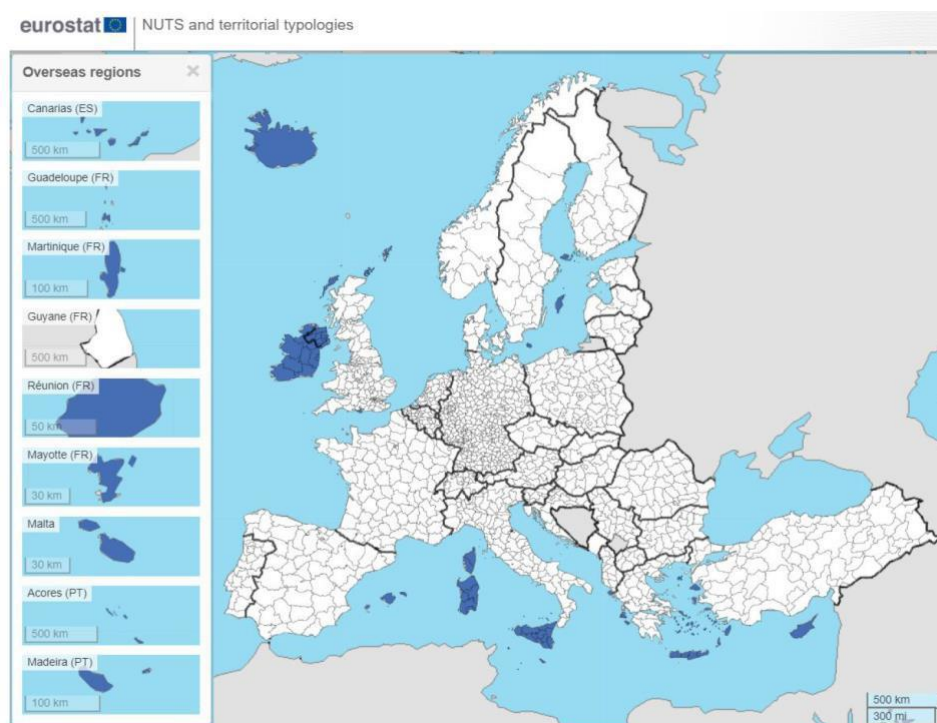 eurostat NUTS and territorial typologies
Overseas regions
Canarias (ES)
500 km
Guadeloupe (FR)
500 km
Martinique (FR)
100 km
Guyane (FR)
500 km
Réunion (FR)
50 km
Mayotte (FR)
30 km
Malta
30 km
Acores (PT)
500 km
Madeira (PT)
100 km
500 km
300 mi